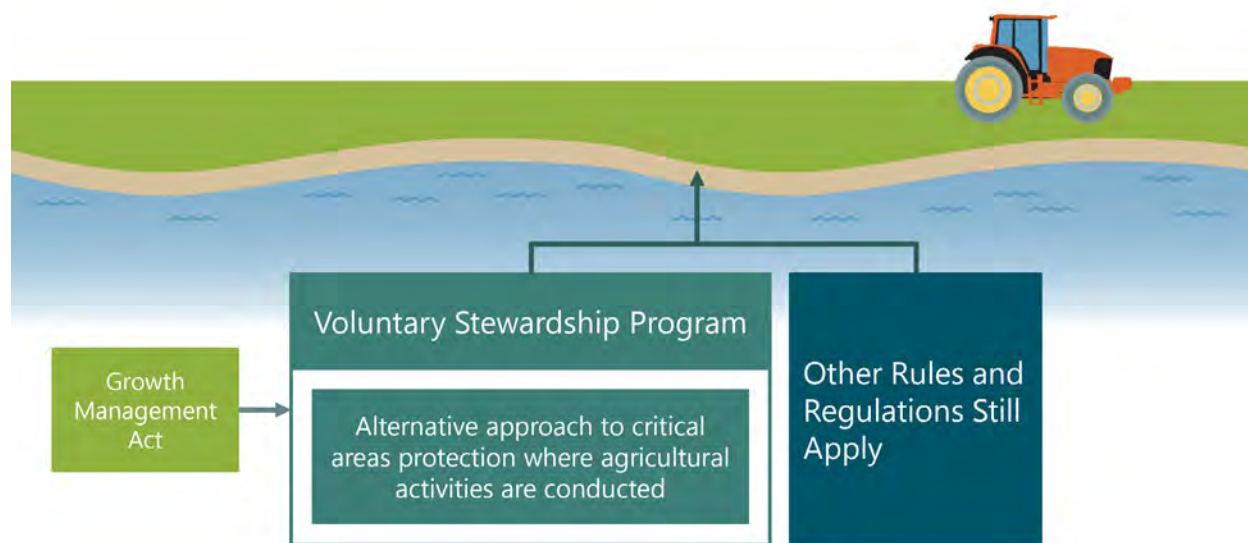 Voluntary Stewardship Program
Growth
Management
Act
Alternative approach to critical
areas protection where agricultural
activities are conducted
Other Rules and
Regulations Still
Apply